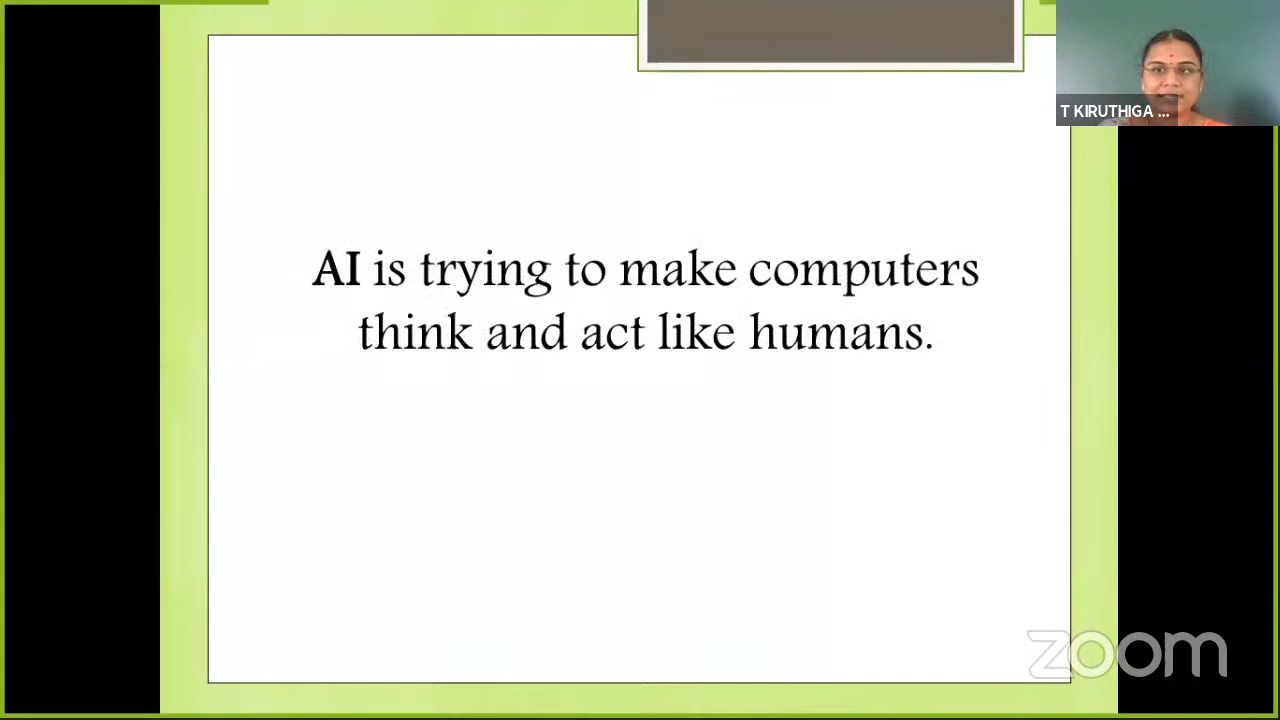 T KIRUTHIGA ...
AI is trying to make computers
think and act like humans.
zoom